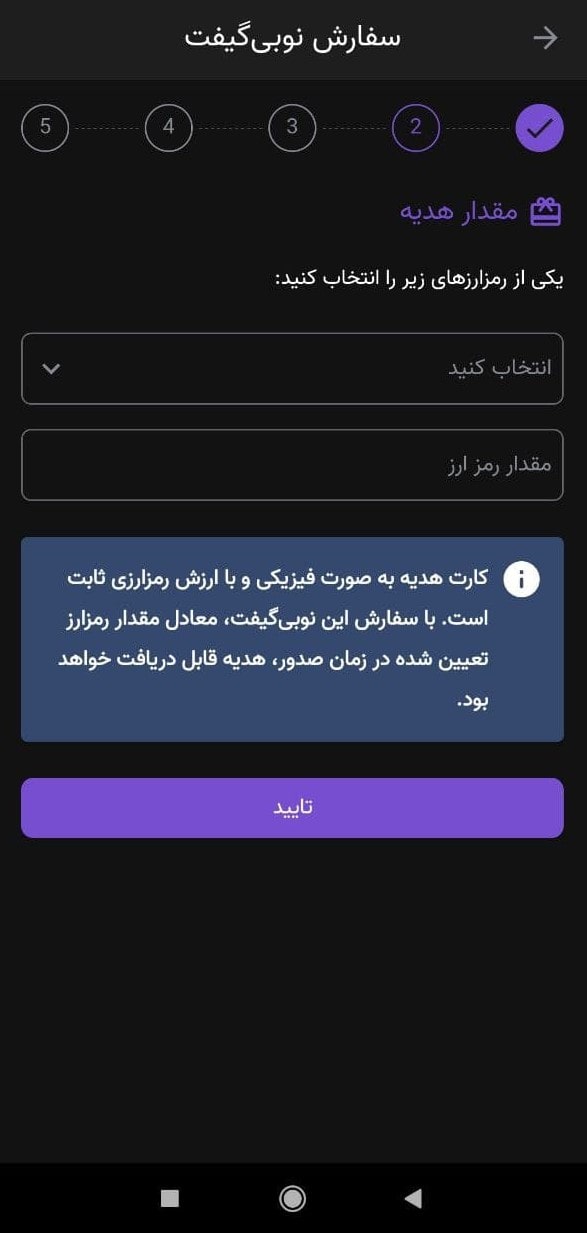 سفارش نوبی‌گیفت
2 3 4 5
مقدار هدیه
یکی از رمزارزهای زیر را انتخاب کنید:
انتخاب کنید
مقدار رمز ارز
کارت هدیه به صورت فیزیکی و با ارزش رمزارزی ثابت
است. با سفارش این نوبی‌گیفت، معادل مقدار رمزارز
تعیین شده در زمان صدور، هدیه قابل دریافت خواهد
بود.
تایید